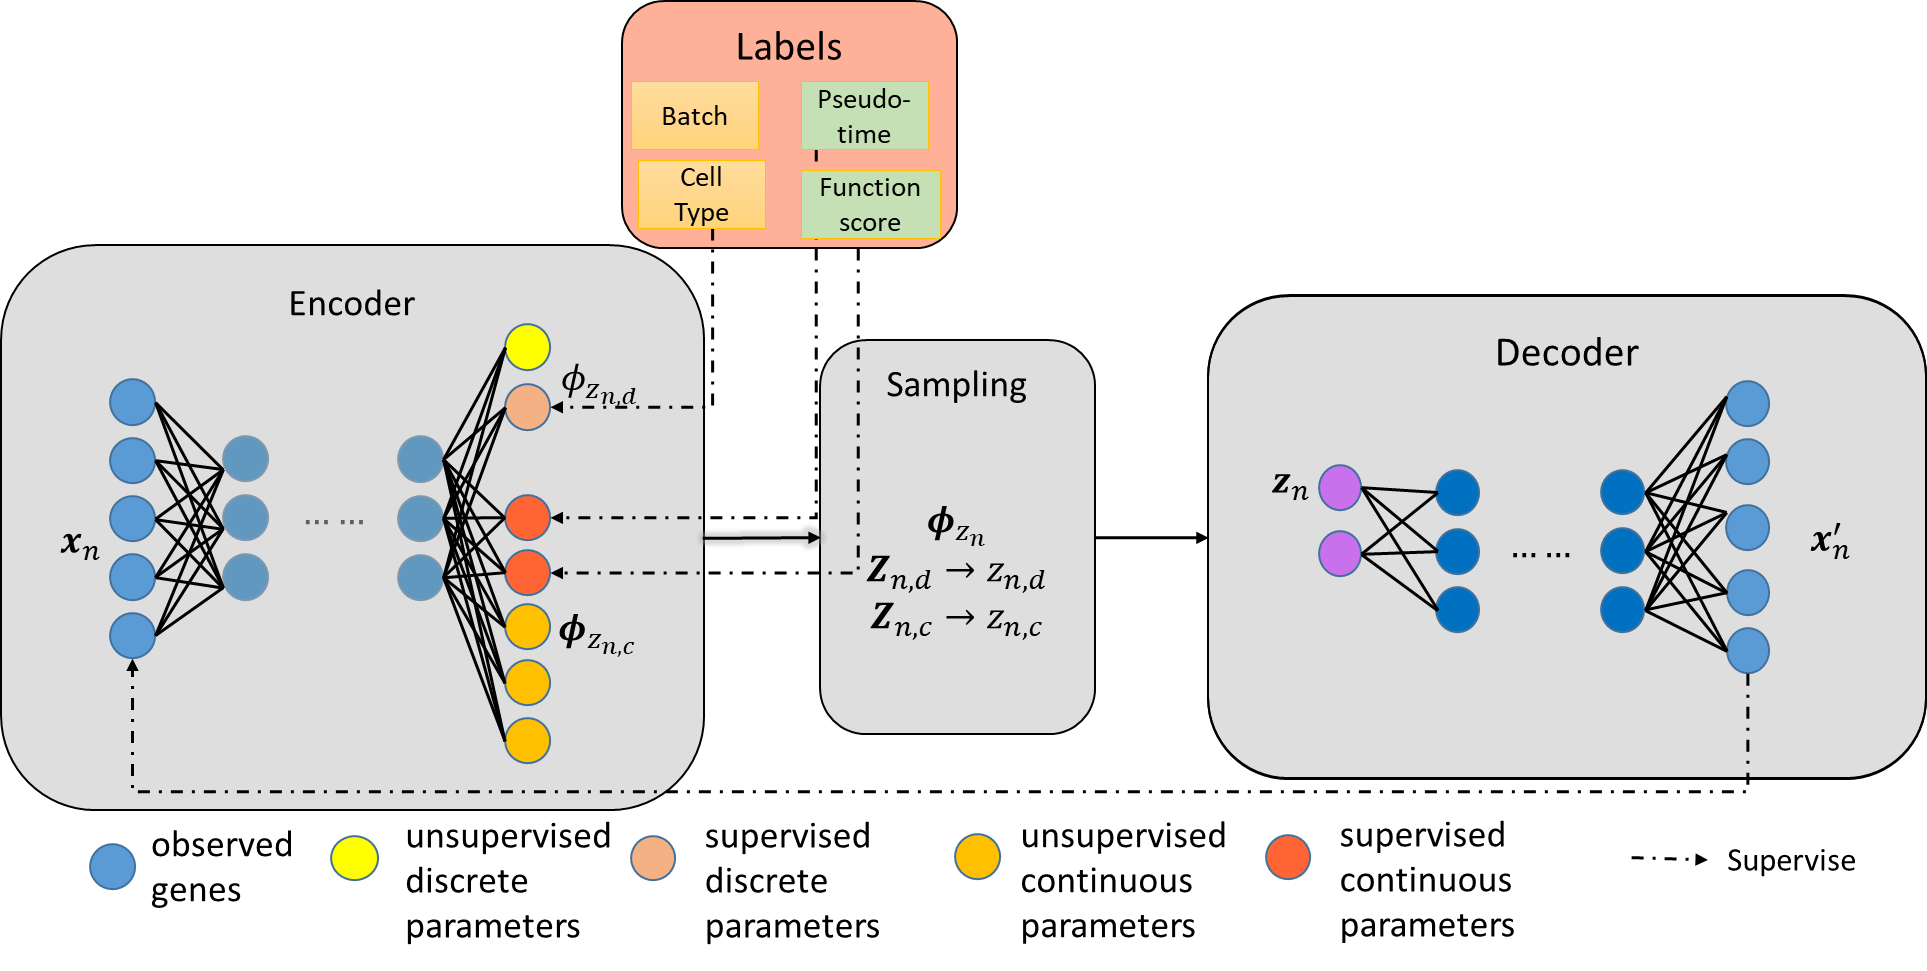 Labels
Batch
Pseudo-
time
Cell
Type
Function
score
Encoder
ϕ_{z_{n,d}}
x_n
... ...
ϕ_{z_{n,c}}
Sampling
ϕ_{z_n}
Z_{n,d} → z_{n,d}
Z_{n,c} → z_{n,c}
Decoder
z_n
... ...
x′_n
observed
genes
unsupervised
discrete
parameters
supervised
discrete
parameters
unsupervised
continuous
parameters
supervised
continuous
parameters
Supervise